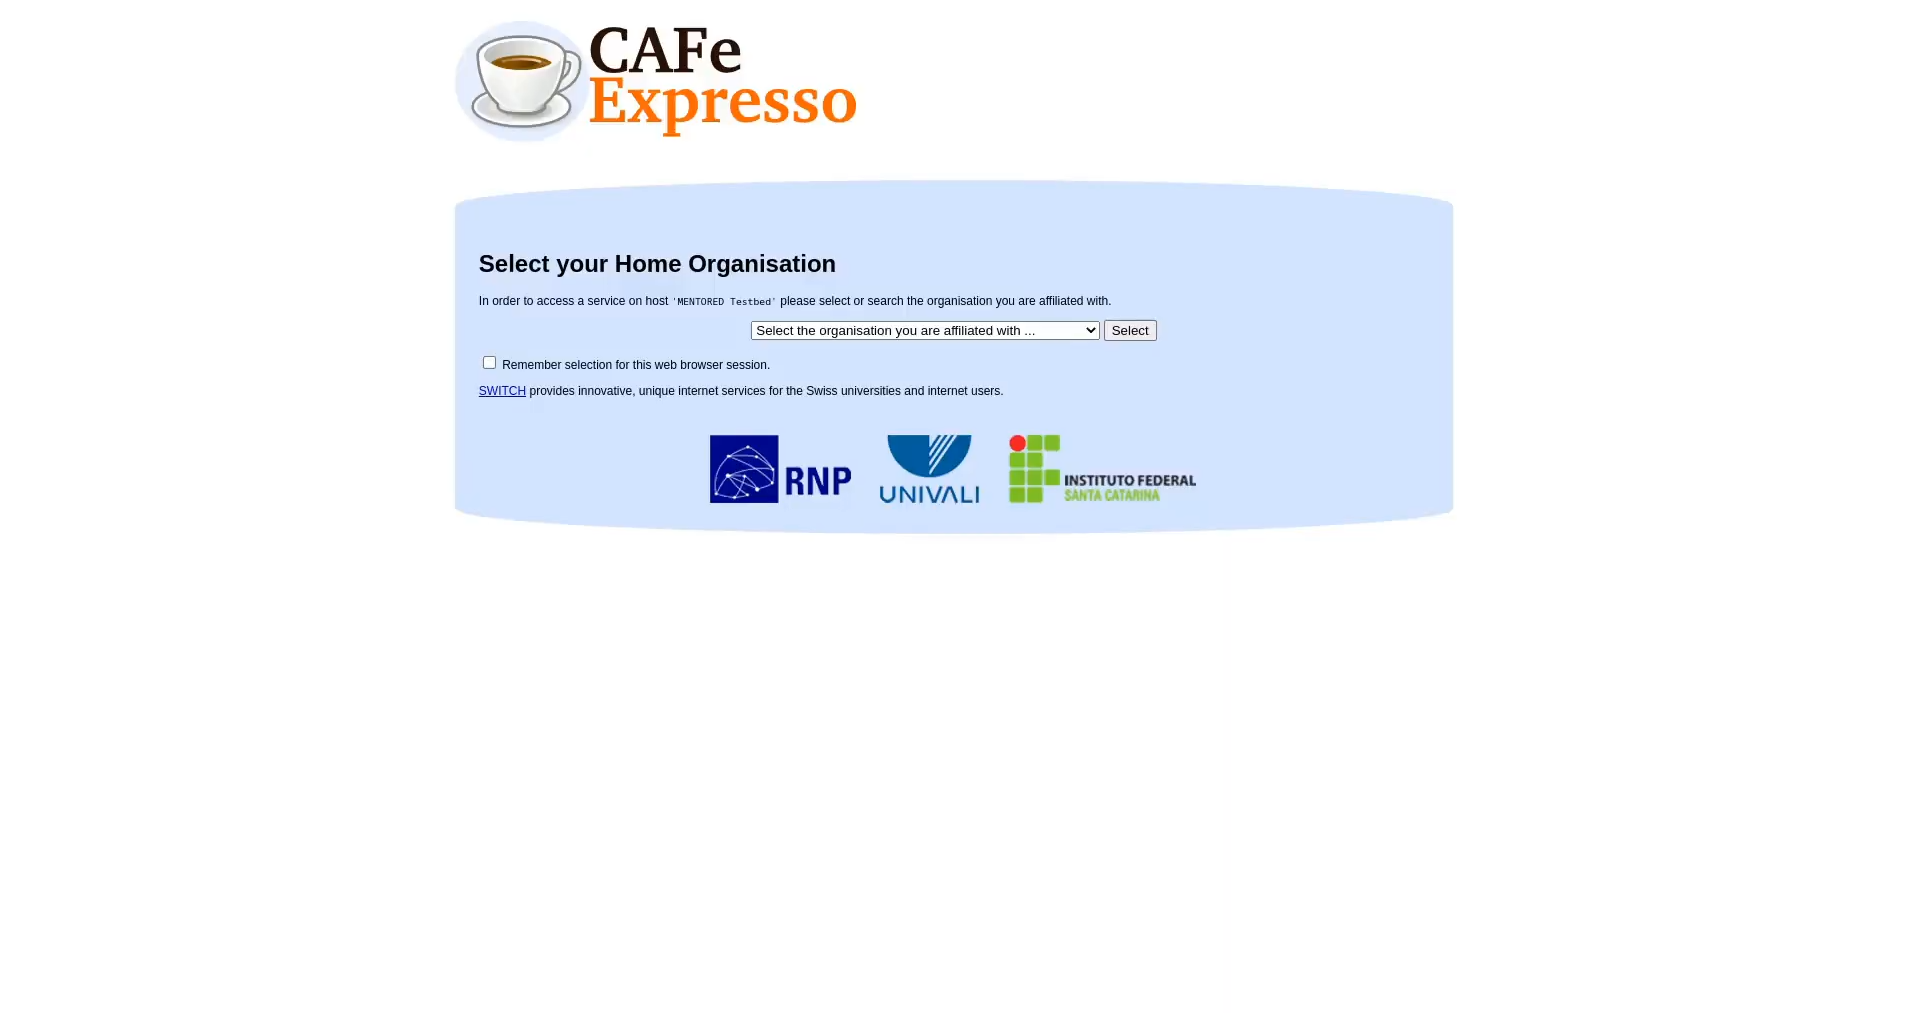 CAFe
Expresso
Select your Home Organisation
In order to access a service on host 'MENTORED Testbed' please select or search the organisation you are affiliated with.
Select the organisation you are affiliated with ... Select
Remember selection for this web browser session.
SWITCH provides innovative, unique internet services for the Swiss universities and internet users.
RNP
UNIVALI
INSTITUTO FEDERAL
SANTA CATARINA